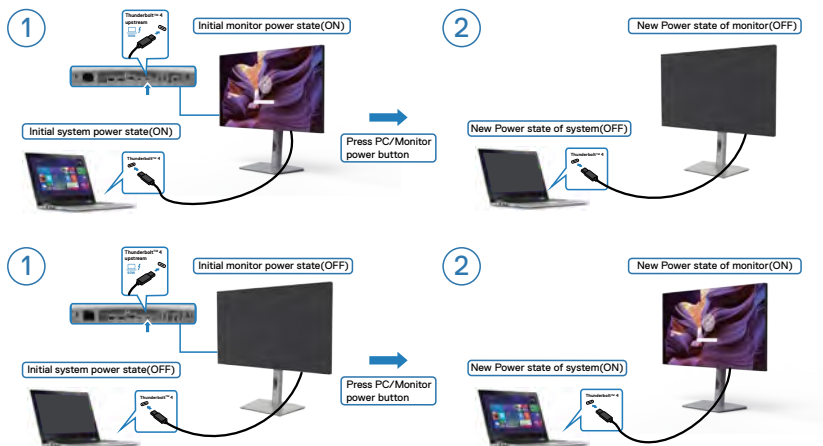 1
Thunderbolt™ 4
upstream
Initial monitor power state(ON)
Initial system power state(ON)
Thunderbolt™ 4
Press PC/Monitor
power button
2
New Power state of monitor(OFF)
New Power state of system(OFF)
Thunderbolt™ 4
1
Thunderbolt™ 4
upstream
Initial monitor power state(OFF)
Initial system power state(OFF)
Thunderbolt™ 4
Press PC/Monitor
power button
2
New Power state of monitor(ON)
New Power state of system(ON)
Thunderbolt™ 4